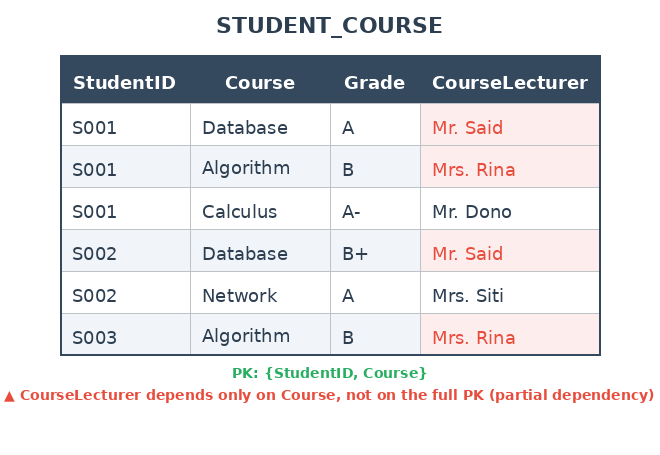 STUDENT_COURSE
StudentID Course Grade CourseLecturer
S001 Database A Mr. Said
S001 Algorithm B Mrs. Rina
S001 Calculus A- Mr. Dono
S002 Database B+ Mr. Said
S002 Network A Mrs. Siti
S003 Algorithm B Mrs. Rina
PK: {StudentID, Course}
▲ CourseLecturer depends only on Course, not on the full PK (partial dependency)